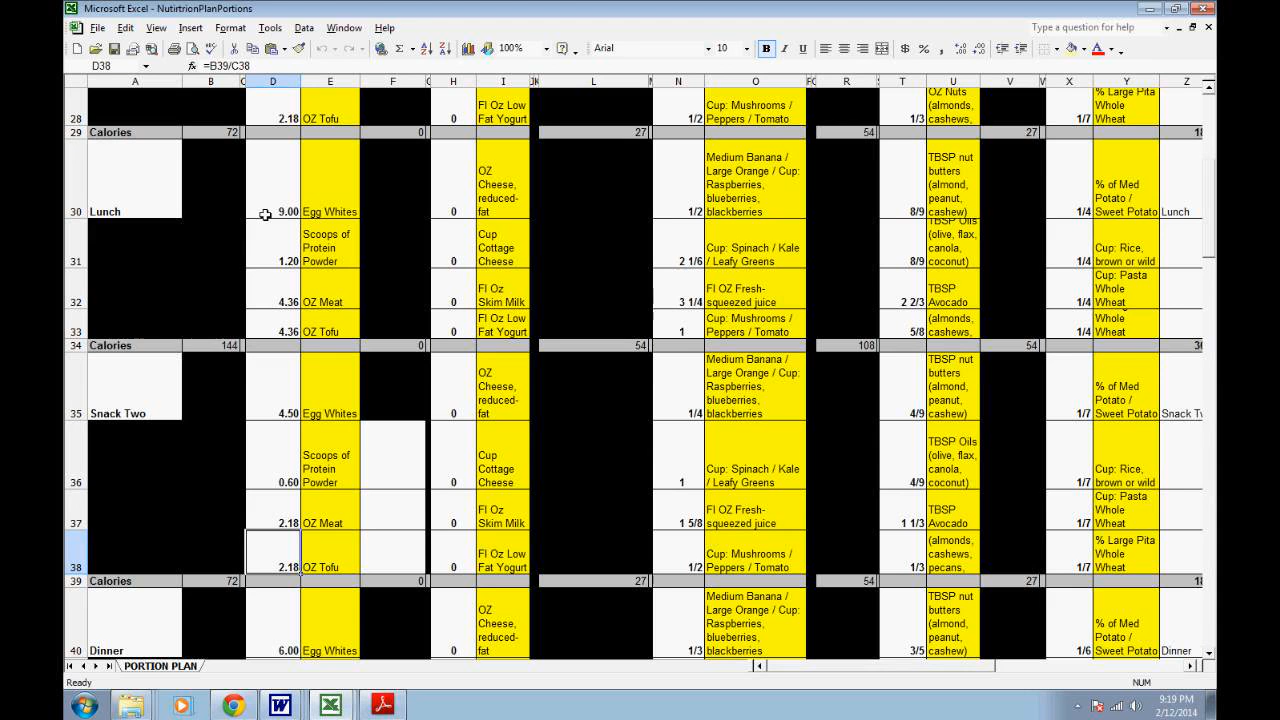 Microsoft Excel - NutirtrionPlanPortions
File Edit View Insert Format Tools Data Window Help
Type a question for help
100% Arial 10 B I U $ %
D38 fx =B39/C38
A B C D E F G H I JK L M N O P Q R S T U V W X Y Z
28 2.18 OZ Tofu 0 Fl Oz Low Fat Yogurt 1/2 Cup: Mushrooms / Peppers / Tomato 1/3 OZ Nuts (almonds, cashews, 1/7 % Large Pita Whole Wheat
29 Calories 72 0 27 54 27 18
30 Lunch 9.00 Egg Whites 0 OZ Cheese, reduced-fat 1/2 Medium Banana / Large Orange / Cup: Raspberries, blueberries, blackberries 8/9 TBSP nut butters (almond, peanut, cashew) 1/4 % of Med Potato / Sweet Potato Lunch
31 1.20 Scoops of Protein Powder 0 Cup Cottage Cheese 2 1/6 Cup: Spinach / Kale / Leafy Greens 8/9 TBSP Oils (olive, flax, canola, coconut) 1/4 Cup: Rice, brown or wild
32 4.36 OZ Meat 0 Fl Oz Skim Milk 3 1/4 Fl OZ Fresh-squeezed juice 2 2/3 TBSP Avocado 1/4 Cup: Pasta Whole Wheat
33 4.36 OZ Tofu 0 Fl Oz Low Fat Yogurt 1 Cup: Mushrooms / Peppers / Tomato 5/8 (almonds, cashews, 1/4 Whole Wheat
34 Calories 144 0 54 108 54 36
35 Snack Two 4.50 Egg Whites 0 OZ Cheese, reduced-fat 1/4 Medium Banana / Large Orange / Cup: Raspberries, blueberries, blackberries 4/9 TBSP nut butters (almond, peanut, cashew) 1/7 % of Med Potato / Sweet Potato Snack Tw
36 0.60 Scoops of Protein Powder 0 Cup Cottage Cheese 1 Cup: Spinach / Kale / Leafy Greens 4/9 TBSP Oils (olive, flax, canola, coconut) 1/7 Cup: Rice, brown or wild
37 2.18 OZ Meat 0 Fl Oz Skim Milk 1 5/8 Fl OZ Fresh-squeezed juice 1 1/3 TBSP Avocado 1/7 Cup: Pasta Whole Wheat
38 2.18 OZ Tofu 0 Fl Oz Low Fat Yogurt 1/2 Cup: Mushrooms / Peppers / Tomato 1/3 (almonds, cashews, pecans, 1/7 % Large Pita Whole Wheat
39 Calories 72 0 27 54 27 18
40 Dinner 6.00 Egg Whites 0 OZ Cheese, reduced-fat 1/3 Medium Banana / Large Orange / Cup: Raspberries, blueberries, blackberries 3/5 TBSP nut butters (almond, peanut, cashew) 1/6 % of Med Potato / Sweet Potato Dinner
PORTION PLAN
Ready NUM
9:19 PM
2/12/2014